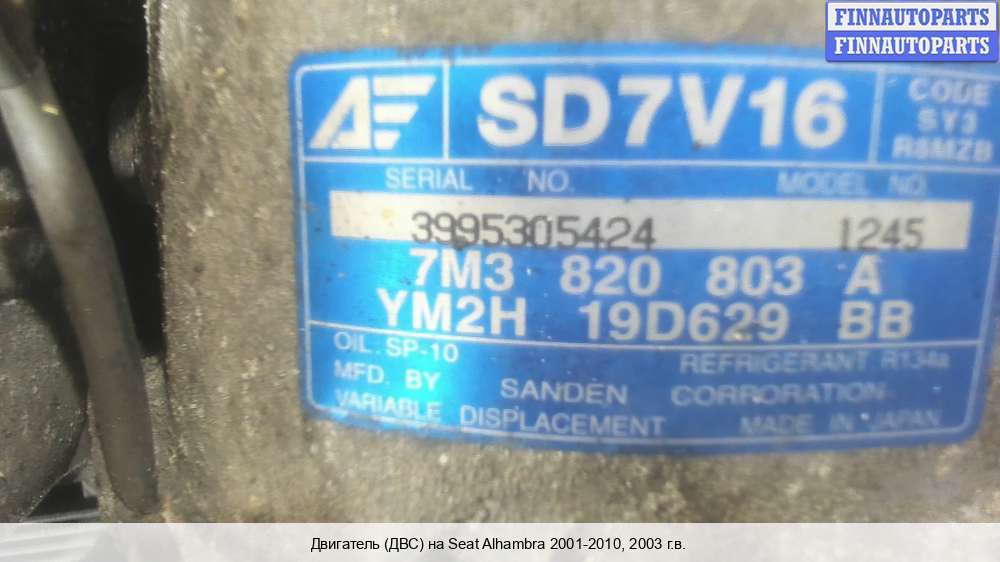 FINNAUTOPARTS
FINNAUTOPARTS
SD7V16
CODE
SY3
R8MZB
SERIAL NO. MODEL NO.
3995305424 1245
7M3 820 803 A
YM2H 19D629 BB
OIL. SP-10 REFRIGERANT R134a
MFD. BY SANDEN CORPORATION
VARIABLE DISPLACEMENT MADE IN JAPAN
Двигатель (ДВС) на Seat Alhambra 2001-2010, 2003 г.в.